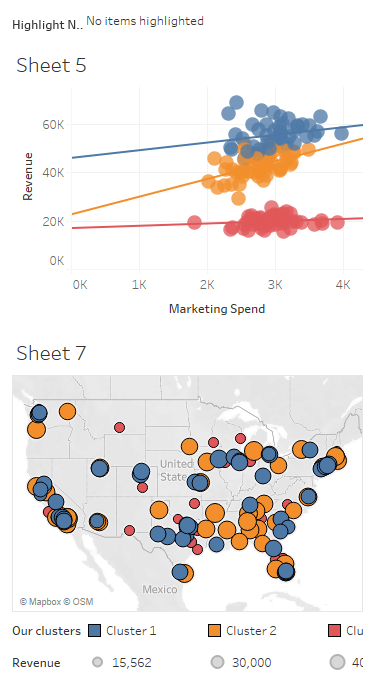 Highlight N.. No items highlighted
Sheet 5
60K
40K
20K
0K
Revenue
0K 1K 2K 3K 4K
Marketing Spend
Sheet 7
United
States
Mexico
© Mapbox © OSM
Our clusters Cluster 1 Cluster 2 Clu
Revenue 15,562 30,000 40